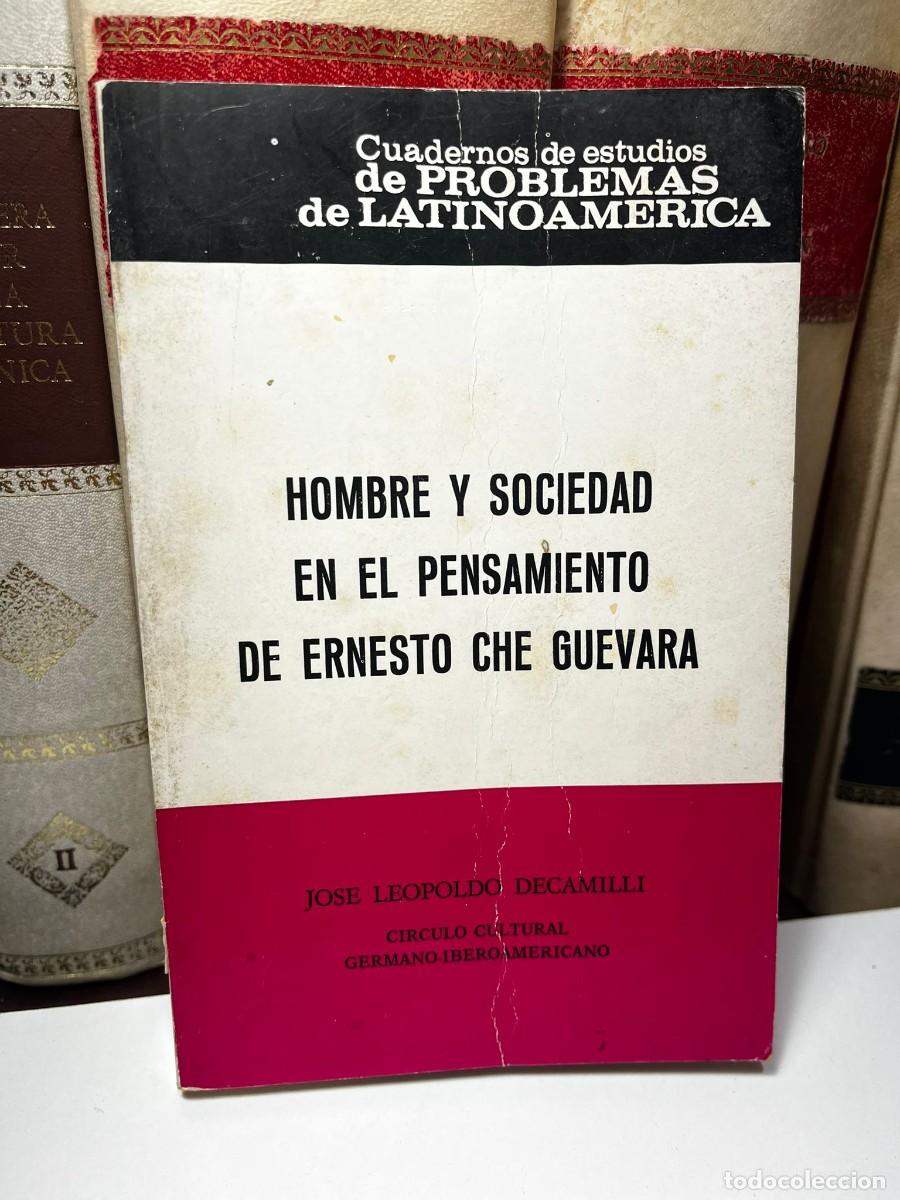 Cuadernos de estudios
de PROBLEMAS
de LATINOAMERICA
HOMBRE Y SOCIEDAD
EN EL PENSAMIENTO
DE ERNESTO CHE GUEVARA
JOSE LEOPOLDO DECAMILLI
CIRCULO CULTURAL
GERMANO-IBEROAMERICANO
II
todocoleccion